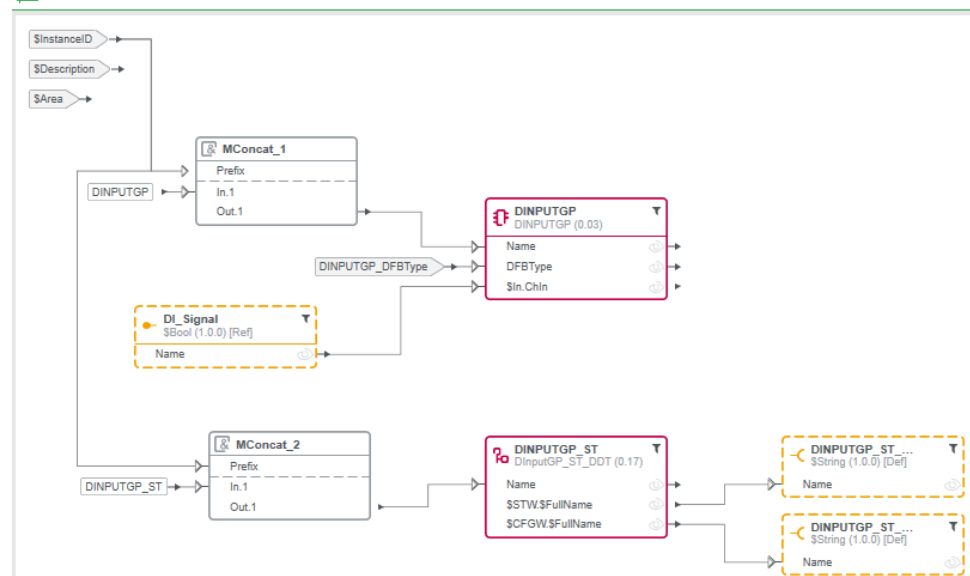 $InstanceID
$Description
$Area
MConcat_1
Prefix
DINPUTGP
In.1
Out.1
DINPUTGP
DINPUTGP (0.03)
Name
DINPUTGP_DFBType
DFBType
$In.ChIn
DI_Signal
$Bool (1.0.0) [Ref]
Name
MConcat_2
Prefix
DINPUTGP_ST
In.1
Out.1
DINPUTGP_ST
DInputGP_ST_DDT (0.17)
Name
$STW.$FullName
$CFGW.$FullName
DINPUTGP_ST_...
$String (1.0.0) [Def]
Name
DINPUTGP_ST_...
$String (1.0.0) [Def]
Name